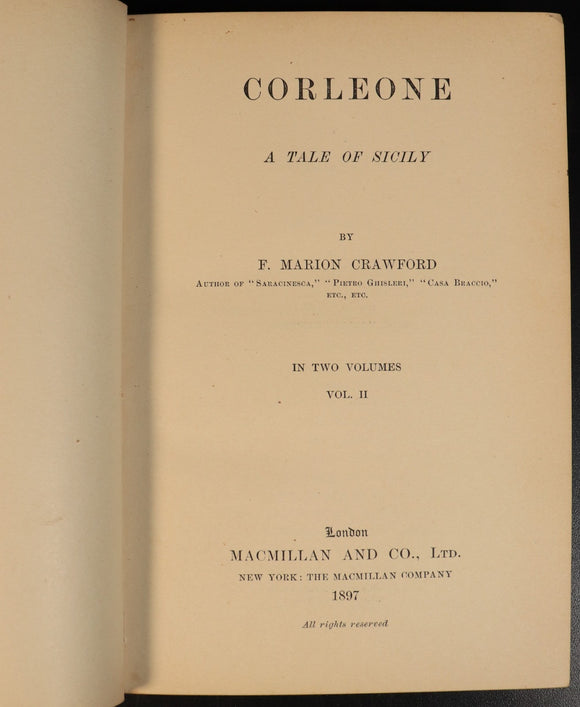 CORLEONE
A TALE OF SICILY
BY
F. MARION CRAWFORD
AUTHOR OF "SARACINESCA," "PIETRO GHISLERI," "CASA BRACCIO,"
ETC., ETC.
IN TWO VOLUMES
VOL. II
London
MACMILLAN AND CO., LTD.
NEW YORK: THE MACMILLAN COMPANY
1897
All rights reserved